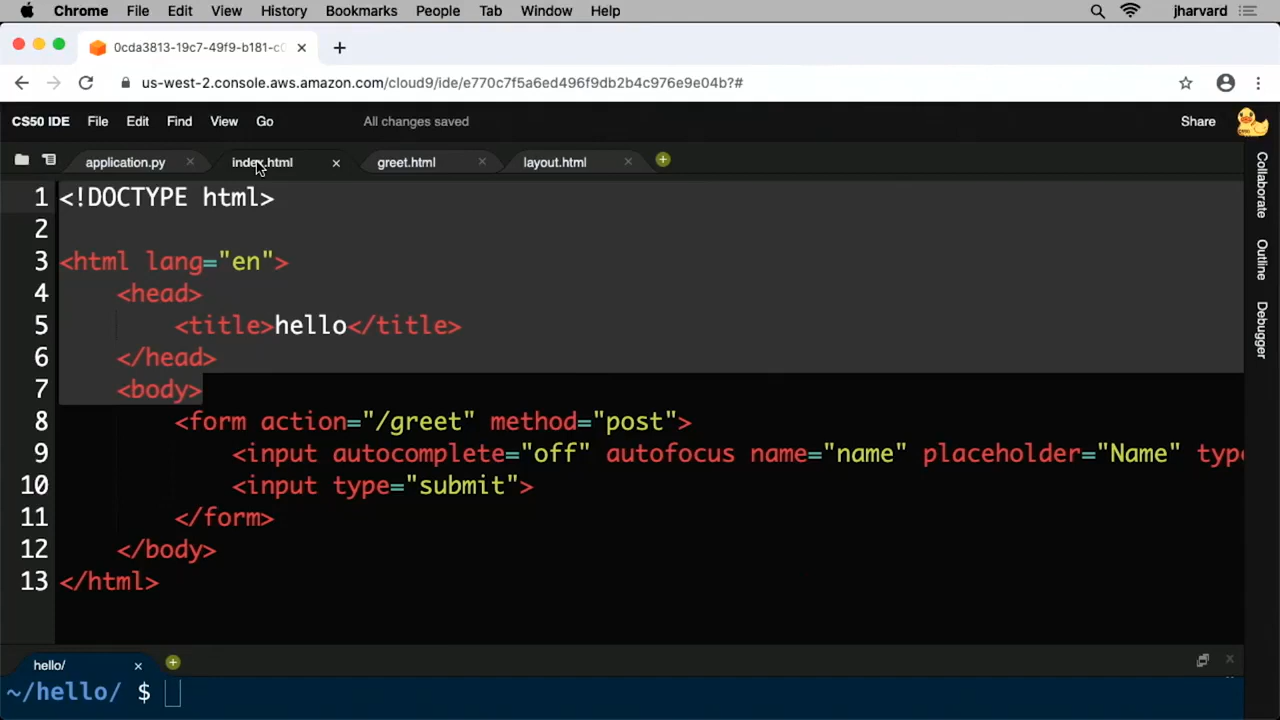 Chrome File Edit View History Bookmarks People Tab Window Help jharvard
0cda3813-19c7-49f9-b181-c
us-west-2.console.aws.amazon.com/cloud9/ide/e770c7f5a6ed496f9db2b4c976e9e04b?#
CS50 IDE File Edit Find View Go All changes saved Share
application.py index.html greet.html layout.html
1 <!DOCTYPE html>
2
3 <html lang="en">
4 <head>
5 <title>hello</title>
6 </head>
7 <body>
8 <form action="/greet" method="post">
9 <input autocomplete="off" autofocus name="name" placeholder="Name" type
10 <input type="submit">
11 </form>
12 </body>
13 </html>
Collaborate
Outline
Debugger
hello/
~/hello/ $